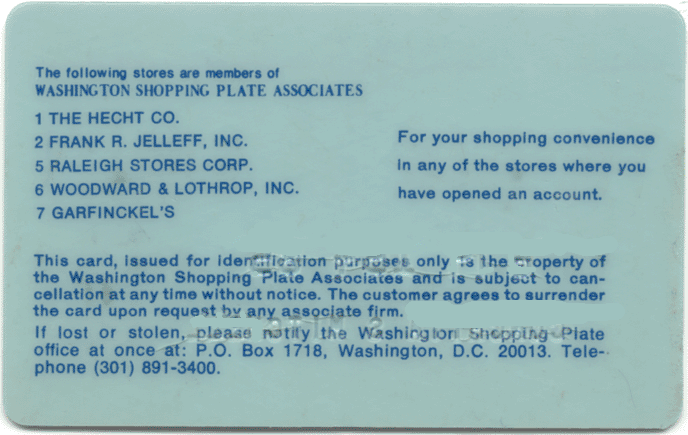 The following stores are members of
WASHINGTON SHOPPING PLATE ASSOCIATES
1 THE HECHT CO.
2 FRANK R. JELLEFF, INC.
5 RALEIGH STORES CORP.
6 WOODWARD & LOTHROP, INC.
7 GARFINCKEL'S
For your shopping convenience
in any of the stores where you
have opened an account.
This card, issued for identification purposes only is the property of
the Washington Shopping Plate Associates and is subject to can-
cellation at any time without notice. The customer agrees to surrender
the card upon request by any associate firm.
If lost or stolen, please notify the Washington Shopping Plate
office at once at: P.O. Box 1718, Washington, D.C. 20013. Tele-
phone (301) 891-3400.